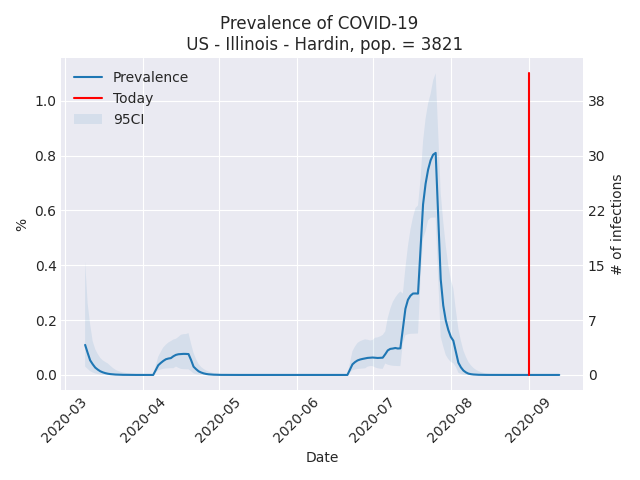 Prevalence of COVID-19
US - Illinois - Hardin, pop. = 3821
Prevalence
Today
95CI
1.0
0.8
0.6
0.4
0.2
0.0
%
38
30
22
15
7
0
# of infections
2020-03
2020-04
2020-05
2020-06
2020-07
2020-08
2020-09
Date